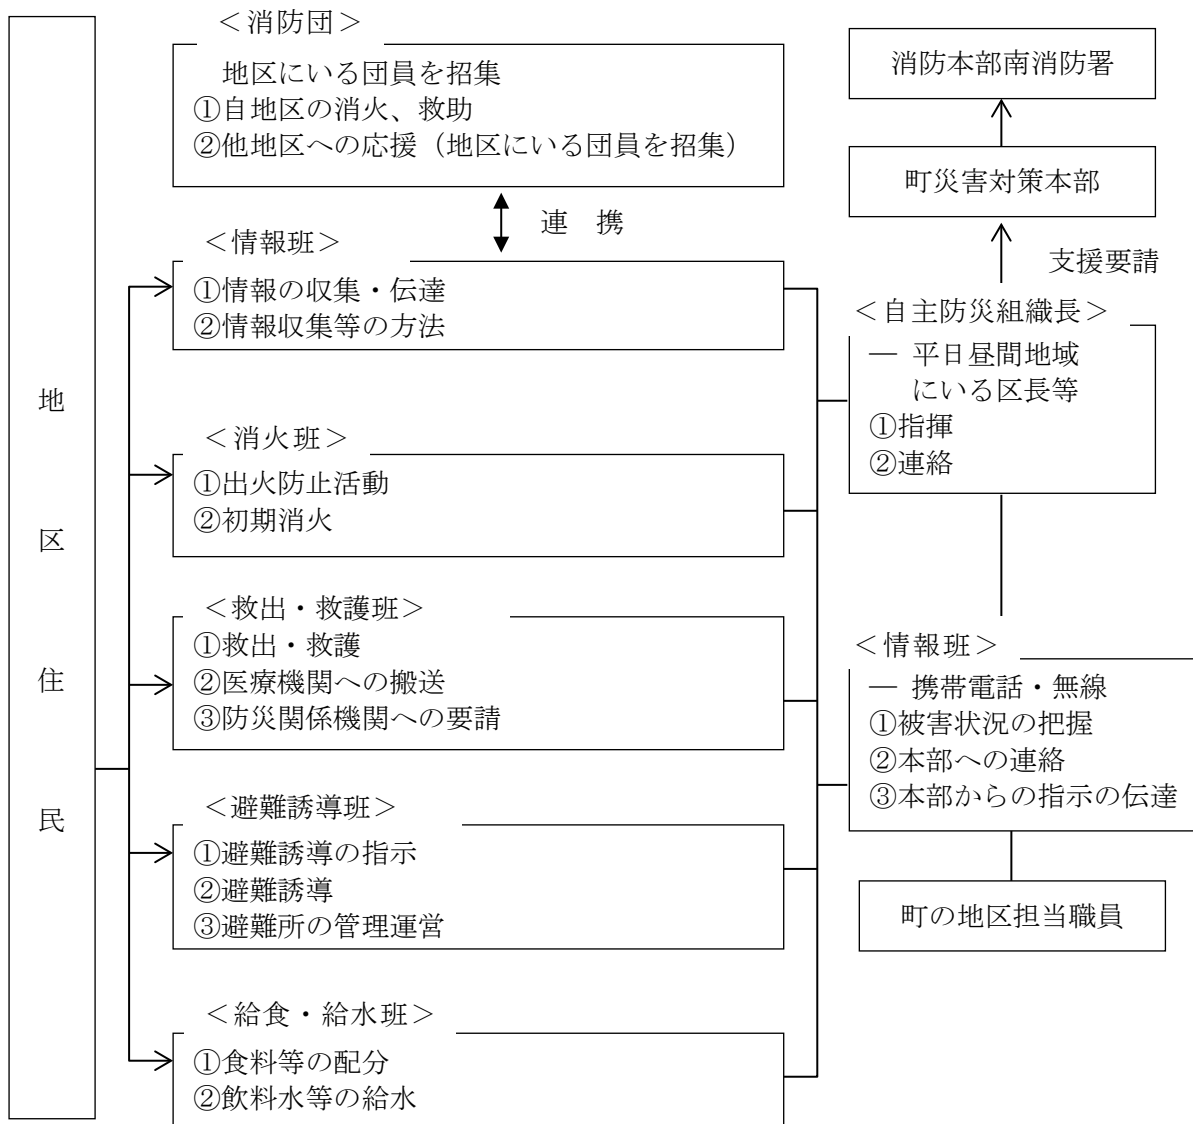 地区住民
＜消防団＞
地区にいる団員を招集
①自地区の消火、救助
②他地区への応援（地区にいる団員を招集）
連　携
＜情報班＞
①情報の収集・伝達
②情報収集等の方法
＜消火班＞
①出火防止活動
②初期消火
＜救出・救護班＞
①救出・救護
②医療機関への搬送
③防災関係機関への要請
＜避難誘導班＞
①避難誘導の指示
②避難誘導
③避難所の管理運営
＜給食・給水班＞
①食料等の配分
②飲料水等の給水
消防本部南消防署
町災害対策本部
支援要請
＜自主防災組織長＞
― 平日昼間地域
にいる区長等
①指揮
②連絡
＜情報班＞
― 携帯電話・無線
①被害状況の把握
②本部への連絡
③本部からの指示の伝達
町の地区担当職員